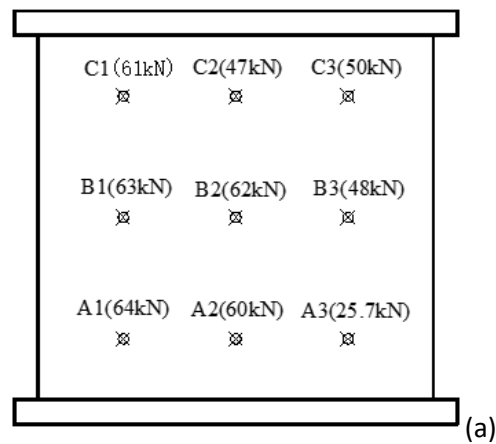 C1(61kN) C2(47kN) C3(50kN)
B1(63kN) B2(62kN) B3(48kN)
A1(64kN) A2(60kN) A3(25.7kN)
(a)